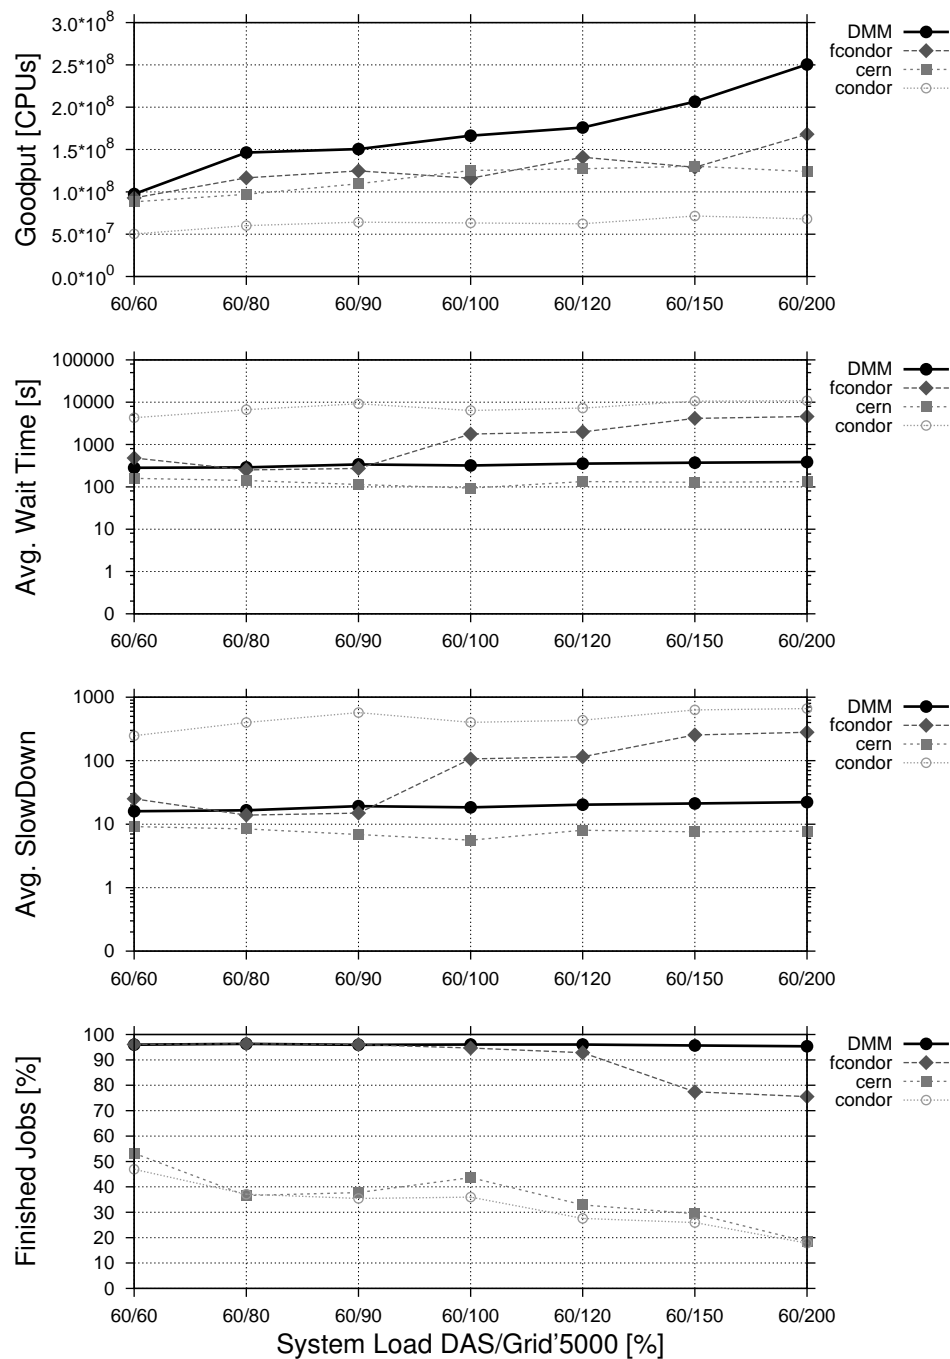 Goodput [CPUs]
3.0*10^8
2.5*10^8
2.0*10^8
1.5*10^8
1.0*10^8
5.0*10^7
0.0*10^0
60/60 60/80 60/90 60/100 60/120 60/150 60/200
DMM
fcondor
cern
condor
Avg. Wait Time [s]
100000
10000
1000
100
10
1
0
60/60 60/80 60/90 60/100 60/120 60/150 60/200
DMM
fcondor
cern
condor
Avg. SlowDown
1000
100
10
1
0
60/60 60/80 60/90 60/100 60/120 60/150 60/200
DMM
fcondor
cern
condor
Finished Jobs [%]
100
90
80
70
60
50
40
30
20
10
0
60/60 60/80 60/90 60/100 60/120 60/150 60/200
DMM
fcondor
cern
condor
System Load DAS/Grid'5000 [%]